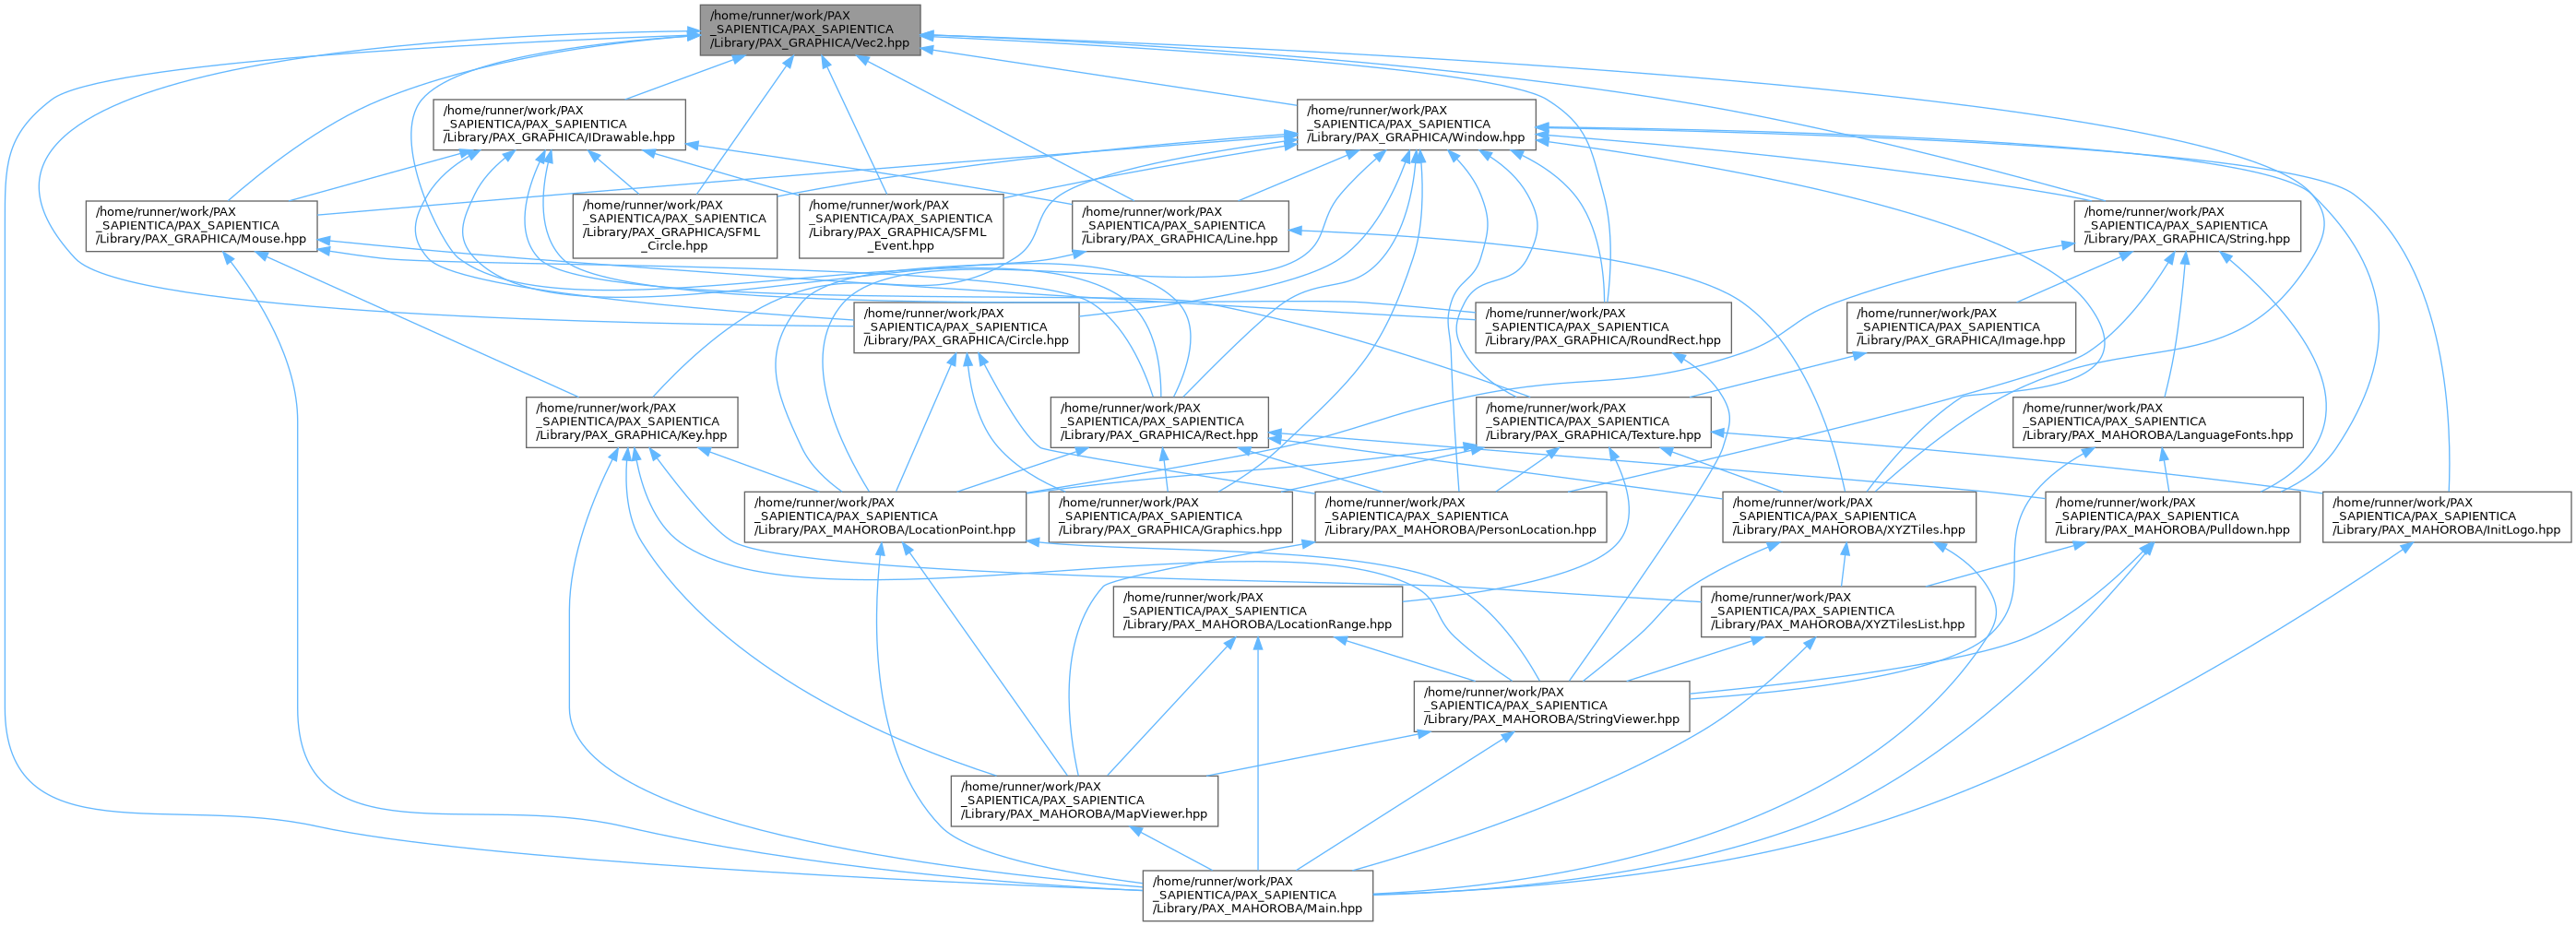 /home/runner/work/PAX
_SAPIENTICA/PAX_SAPIENTICA
/Library/PAX_GRAPHICA/Vec2.hpp
/home/runner/work/PAX
_SAPIENTICA/PAX_SAPIENTICA
/Library/PAX_GRAPHICA/IDrawable.hpp
/home/runner/work/PAX
_SAPIENTICA/PAX_SAPIENTICA
/Library/PAX_GRAPHICA/Window.hpp
/home/runner/work/PAX
_SAPIENTICA/PAX_SAPIENTICA
/Library/PAX_GRAPHICA/Mouse.hpp
/home/runner/work/PAX
_SAPIENTICA/PAX_SAPIENTICA
/Library/PAX_GRAPHICA/SFML
_Circle.hpp
/home/runner/work/PAX
_SAPIENTICA/PAX_SAPIENTICA
/Library/PAX_GRAPHICA/SFML
_Event.hpp
/home/runner/work/PAX
_SAPIENTICA/PAX_SAPIENTICA
/Library/PAX_GRAPHICA/Line.hpp
/home/runner/work/PAX
_SAPIENTICA/PAX_SAPIENTICA
/Library/PAX_GRAPHICA/String.hpp
/home/runner/work/PAX
_SAPIENTICA/PAX_SAPIENTICA
/Library/PAX_GRAPHICA/Circle.hpp
/home/runner/work/PAX
_SAPIENTICA/PAX_SAPIENTICA
/Library/PAX_GRAPHICA/RoundRect.hpp
/home/runner/work/PAX
_SAPIENTICA/PAX_SAPIENTICA
/Library/PAX_GRAPHICA/Image.hpp
/home/runner/work/PAX
_SAPIENTICA/PAX_SAPIENTICA
/Library/PAX_GRAPHICA/Key.hpp
/home/runner/work/PAX
_SAPIENTICA/PAX_SAPIENTICA
/Library/PAX_GRAPHICA/Rect.hpp
/home/runner/work/PAX
_SAPIENTICA/PAX_SAPIENTICA
/Library/PAX_GRAPHICA/Texture.hpp
/home/runner/work/PAX
_SAPIENTICA/PAX_SAPIENTICA
/Library/PAX_MAHOROBA/LanguageFonts.hpp
/home/runner/work/PAX
_SAPIENTICA/PAX_SAPIENTICA
/Library/PAX_MAHOROBA/LocationPoint.hpp
/home/runner/work/PAX
_SAPIENTICA/PAX_SAPIENTICA
/Library/PAX_GRAPHICA/Graphics.hpp
/home/runner/work/PAX
_SAPIENTICA/PAX_SAPIENTICA
/Library/PAX_MAHOROBA/PersonLocation.hpp
/home/runner/work/PAX
_SAPIENTICA/PAX_SAPIENTICA
/Library/PAX_MAHOROBA/XYZTiles.hpp
/home/runner/work/PAX
_SAPIENTICA/PAX_SAPIENTICA
/Library/PAX_MAHOROBA/Pulldown.hpp
/home/runner/work/PAX
_SAPIENTICA/PAX_SAPIENTICA
/Library/PAX_MAHOROBA/InitLogo.hpp
/home/runner/work/PAX
_SAPIENTICA/PAX_SAPIENTICA
/Library/PAX_MAHOROBA/LocationRange.hpp
/home/runner/work/PAX
_SAPIENTICA/PAX_SAPIENTICA
/Library/PAX_MAHOROBA/XYZTilesList.hpp
/home/runner/work/PAX
_SAPIENTICA/PAX_SAPIENTICA
/Library/PAX_MAHOROBA/StringViewer.hpp
/home/runner/work/PAX
_SAPIENTICA/PAX_SAPIENTICA
/Library/PAX_MAHOROBA/MapViewer.hpp
/home/runner/work/PAX
_SAPIENTICA/PAX_SAPIENTICA
/Library/PAX_MAHOROBA/Main.hpp